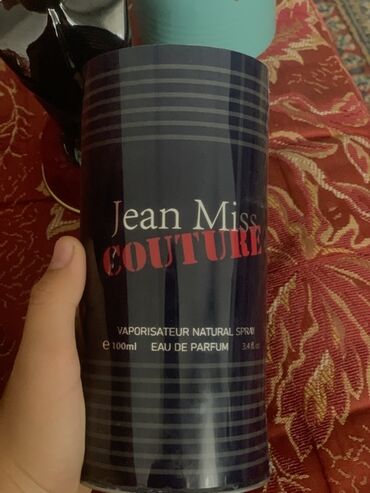 Jean Miss
COUTURE
VAPORISATEUR NATURAL SPRAY
e 100ml EAU DE PARFUM 3.4 fl.oz